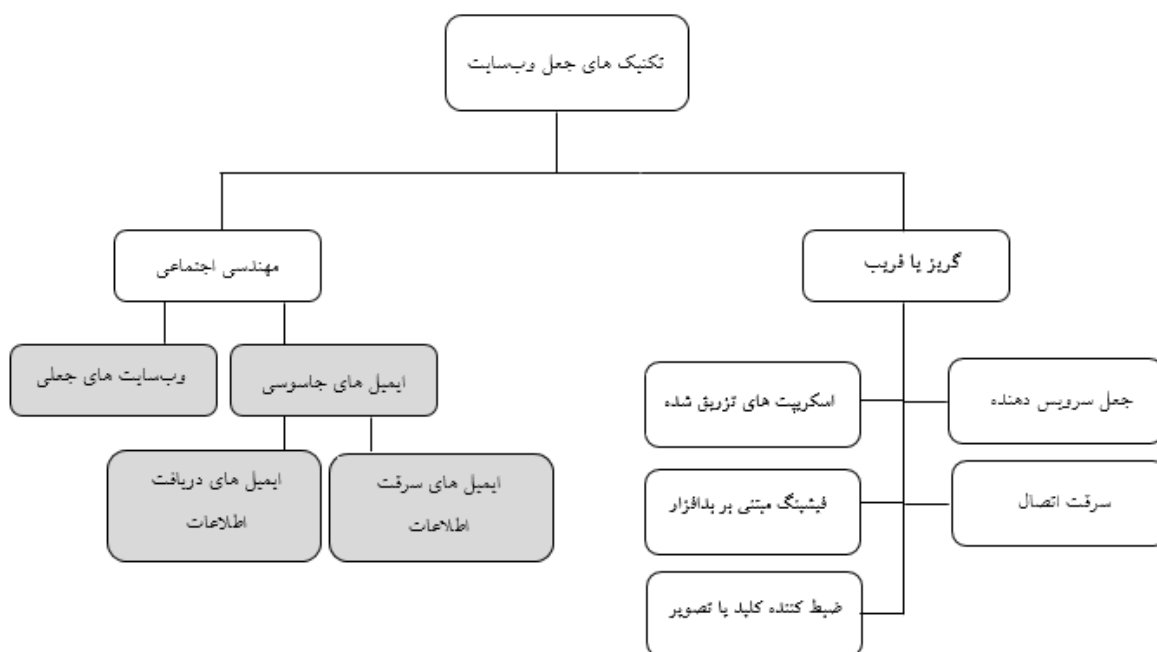 تکنیک های جعل وب‌سایت
گریز یا فریب
مهندسی اجتماعی
جعل سرویس دهنده
اسکریپت های تزریق شده
ایمیل های جاسوسی
وب‌سایت های جعلی
سرقت اتصال
فیشینگ مبتنی بر بدافزار
ایمیل های سرقت
اطلاعات
ایمیل های دریافت
اطلاعات
ضبط کننده کلید یا تصویر